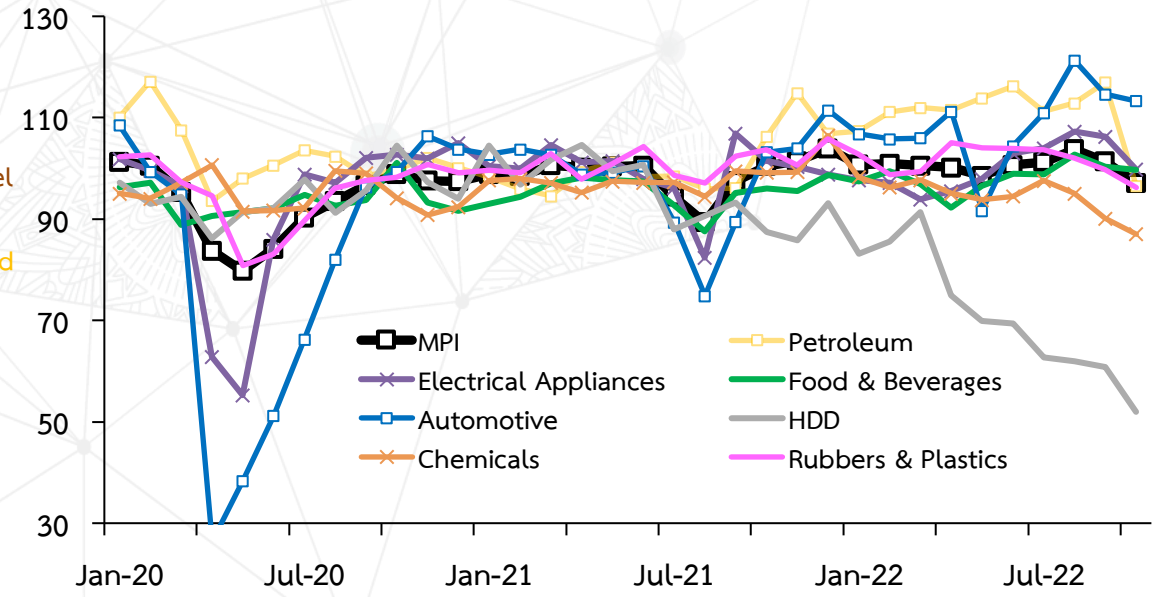 130
110
el
90
d
70
MPI Petroleum
Electrical Appliances Food & Beverages
50
Automotive HDD
Chemicals Rubbers & Plastics
30
Jan-20 Jul-20 Jan-21 Jul-21 Jan-22 Jul-22